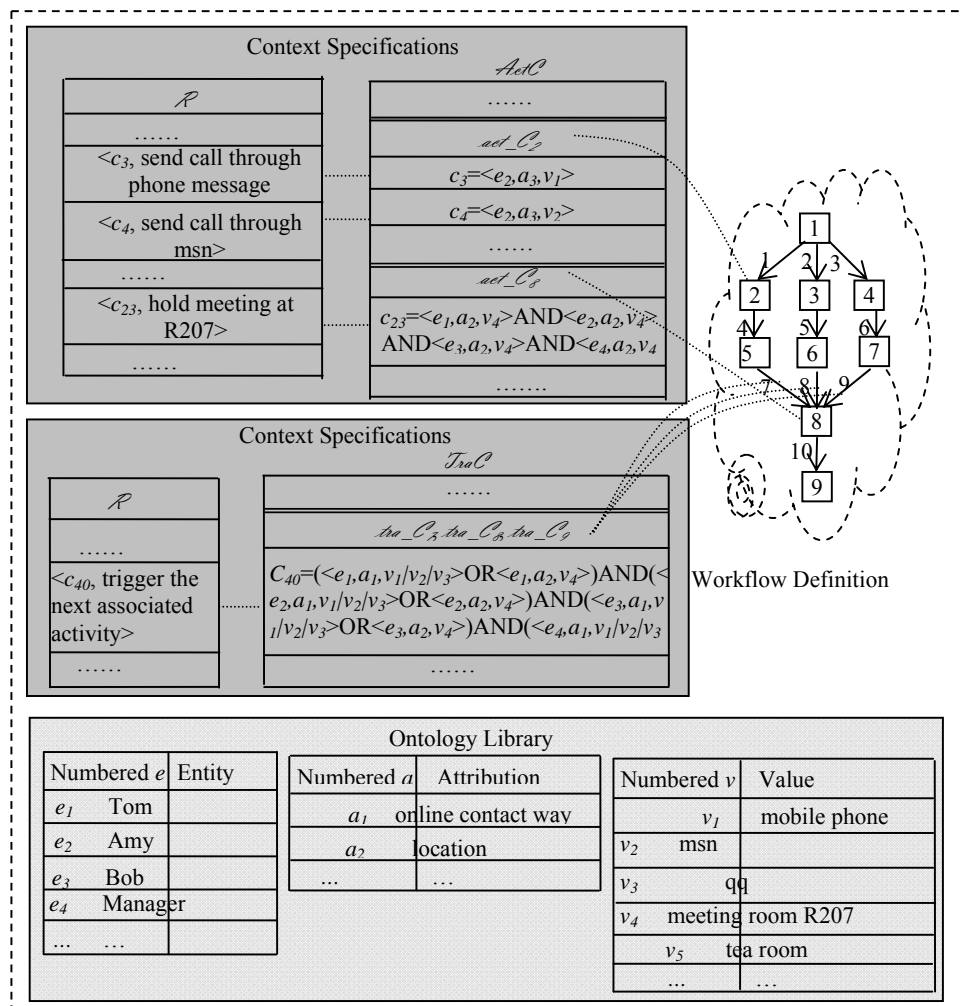 Context Specifications
ActC
R
……
……
act_C2
<c3, send call through
phone message
c3=<e2,a3,v1>
<c4, send call through
msn>
c4=<e2,a3,v2>
……
……
act_C8
<c23, hold meeting at
R207>
c23=<e1,a2,v4>AND<e2,a2,v4>
AND<e3,a2,v4>AND<e4,a2,v4
……
…….
1
1 2 3
2 3 4
4 5 6
5 6 7
7 8 9
8
10
9
Workflow Definition
Context Specifications
TraC
R
……
……
tra_C7,tra_C8,tra_C9
<c40, trigger the
next associated
activity>
C40=(<e1,a1,v1/v2/v3>OR<e1,a2,v4>)AND(<
e2,a1,v1/v2/v3>OR<e2,a2,v4>)AND(<e3,a1,v
1/v2/v3>OR<e3,a2,v4>)AND(<e4,a1,v1/v2/v3
……
……
Ontology Library
Numbered e Entity
e1 Tom
e2 Amy
e3 Bob
e4 Manager
... …
Numbered a Attribution
a1 online contact way
a2 location
... …
Numbered v Value
v1 mobile phone
v2 msn
v3 qq
v4 meeting room R207
v5 tea room
... …